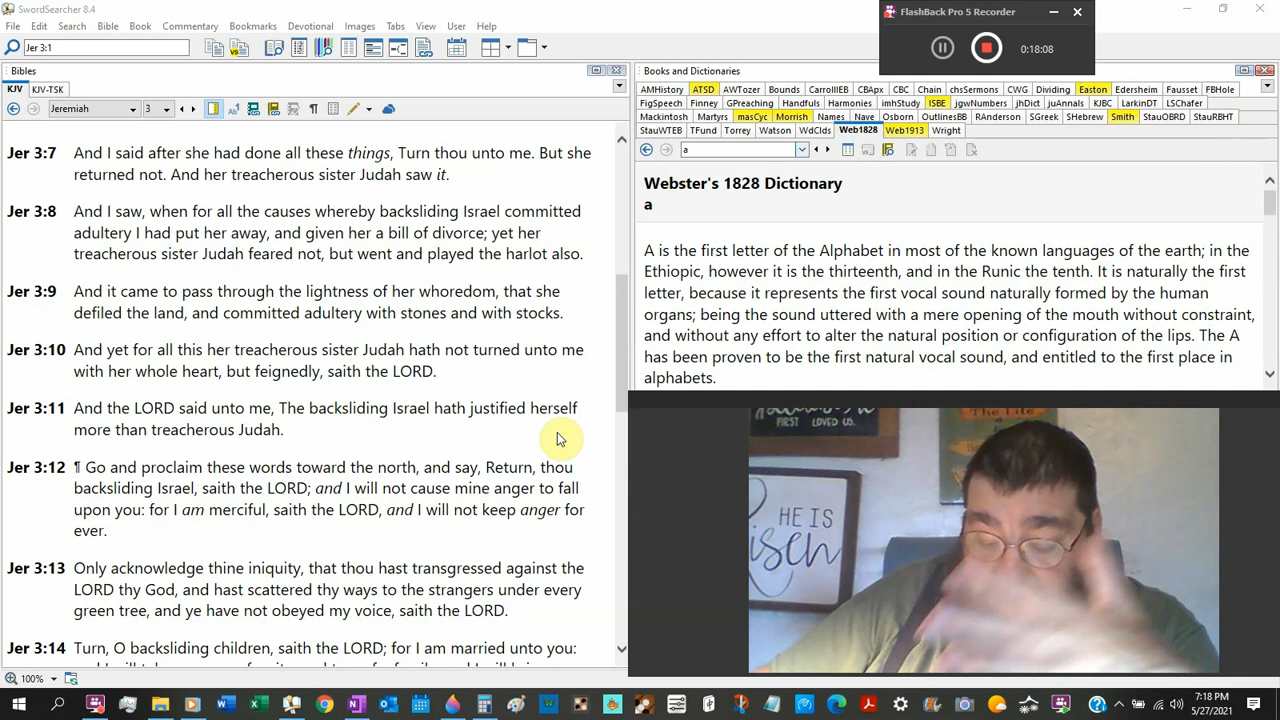 SwordSearcher 8.4
File Edit Search Bible Book Commentary Bookmarks Devotional Images Tabs View User Help
Jer 3:1
Bibles
KJV KJV-TSK
Jeremiah 3
Jer 3:7 And I said after she had done all these things, Turn thou unto me. But she
returned not. And her treacherous sister Judah saw it.
Jer 3:8 And I saw, when for all the causes whereby backsliding Israel committed
adultery I had put her away, and given her a bill of divorce; yet her
treacherous sister Judah feared not, but went and played the harlot also.
Jer 3:9 And it came to pass through the lightness of her whoredom, that she
defiled the land, and committed adultery with stones and with stocks.
Jer 3:10 And yet for all this her treacherous sister Judah hath not turned unto me
with her whole heart, but feignedly, saith the LORD.
Jer 3:11 And the LORD said unto me, The backsliding Israel hath justified herself
more than treacherous Judah.
Jer 3:12 ¶ Go and proclaim these words toward the north, and say, Return, thou
backsliding Israel, saith the LORD; and I will not cause mine anger to fall
upon you: for I am merciful, saith the LORD, and I will not keep anger for
ever.
Jer 3:13 Only acknowledge thine iniquity, that thou hast transgressed against the
LORD thy God, and hast scattered thy ways to the strangers under every
green tree, and ye have not obeyed my voice, saith the LORD.
Jer 3:14 Turn, O backsliding children, saith the LORD; for I am married unto you:
100%
FlashBack Pro 5 Recorder
0:18:08
Books and Dictionaries
AMHistory ATSD AWTozer Bounds CarrollIEB CBApx CBC Chain chsSermons CWG Dividing Easton Edersheim Fausset FBHole
FigSpeech Finney GPreaching Handfuls Harmonies imhStudy ISBE jgwNumbers jhDict juAnnals KJBC LarkinDT LSChafer
Mackintosh Martyrs masCyc Morrish Names Nave Osborn OutlinesBB RAnderson SGreek SHebrew Smith StauOBRD StauRBHT
StauWTEB TFund Torrey Watson WdClds Web1828 Web1913 Wright
a
Webster's 1828 Dictionary
a
A is the first letter of the Alphabet in most of the known languages of the earth; in the
Ethiopic, however it is the thirteenth, and in the Runic the tenth. It is naturally the first
letter, because it represents the first vocal sound naturally formed by the human
organs; being the sound uttered with a mere opening of the mouth without constraint,
and without any effort to alter the natural position or configuration of the lips. The A
has been proven to be the first natural vocal sound, and entitled to the first place in
alphabets.
FIRST LOVED US.
The Life
HE IS
Risen
7:18 PM
5/27/2021